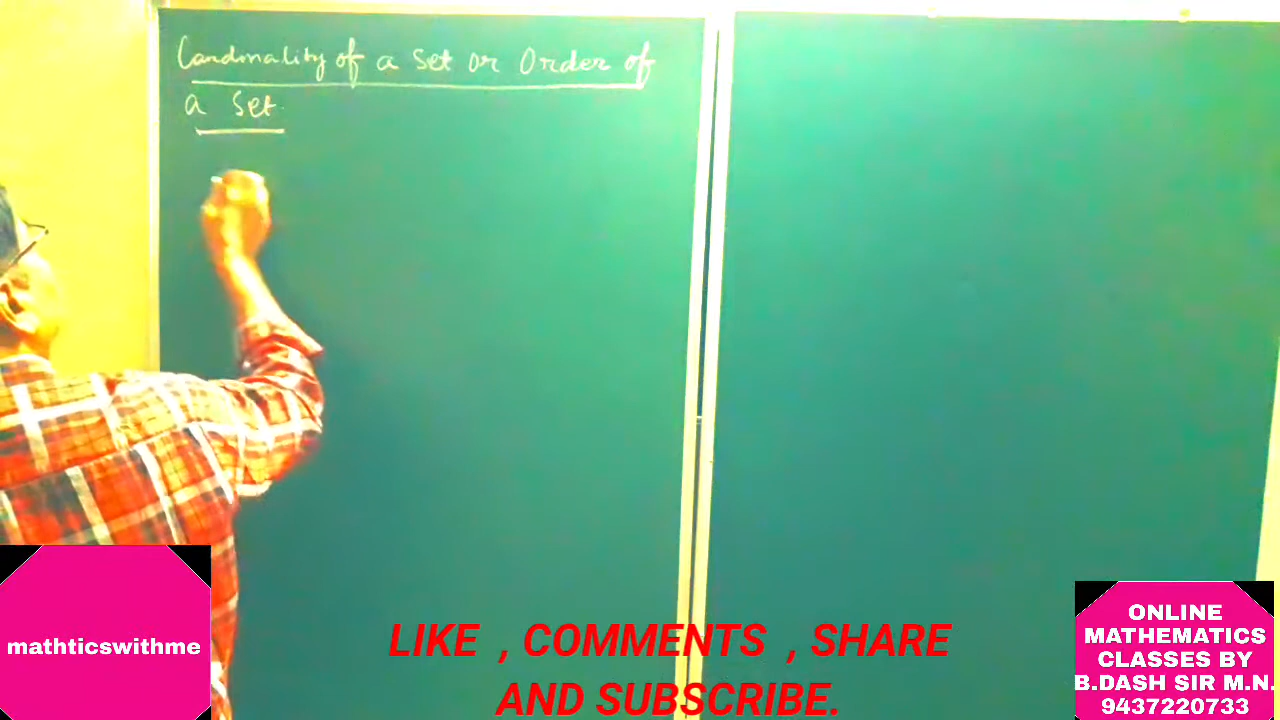 Cardinality of a Set or Order of
a Set.
mathticswithme
LIKE , COMMENTS , SHARE
AND SUBSCRIBE.
ONLINE
MATHEMATICS
CLASSES BY
B.DASH SIR M.N.
9437220733